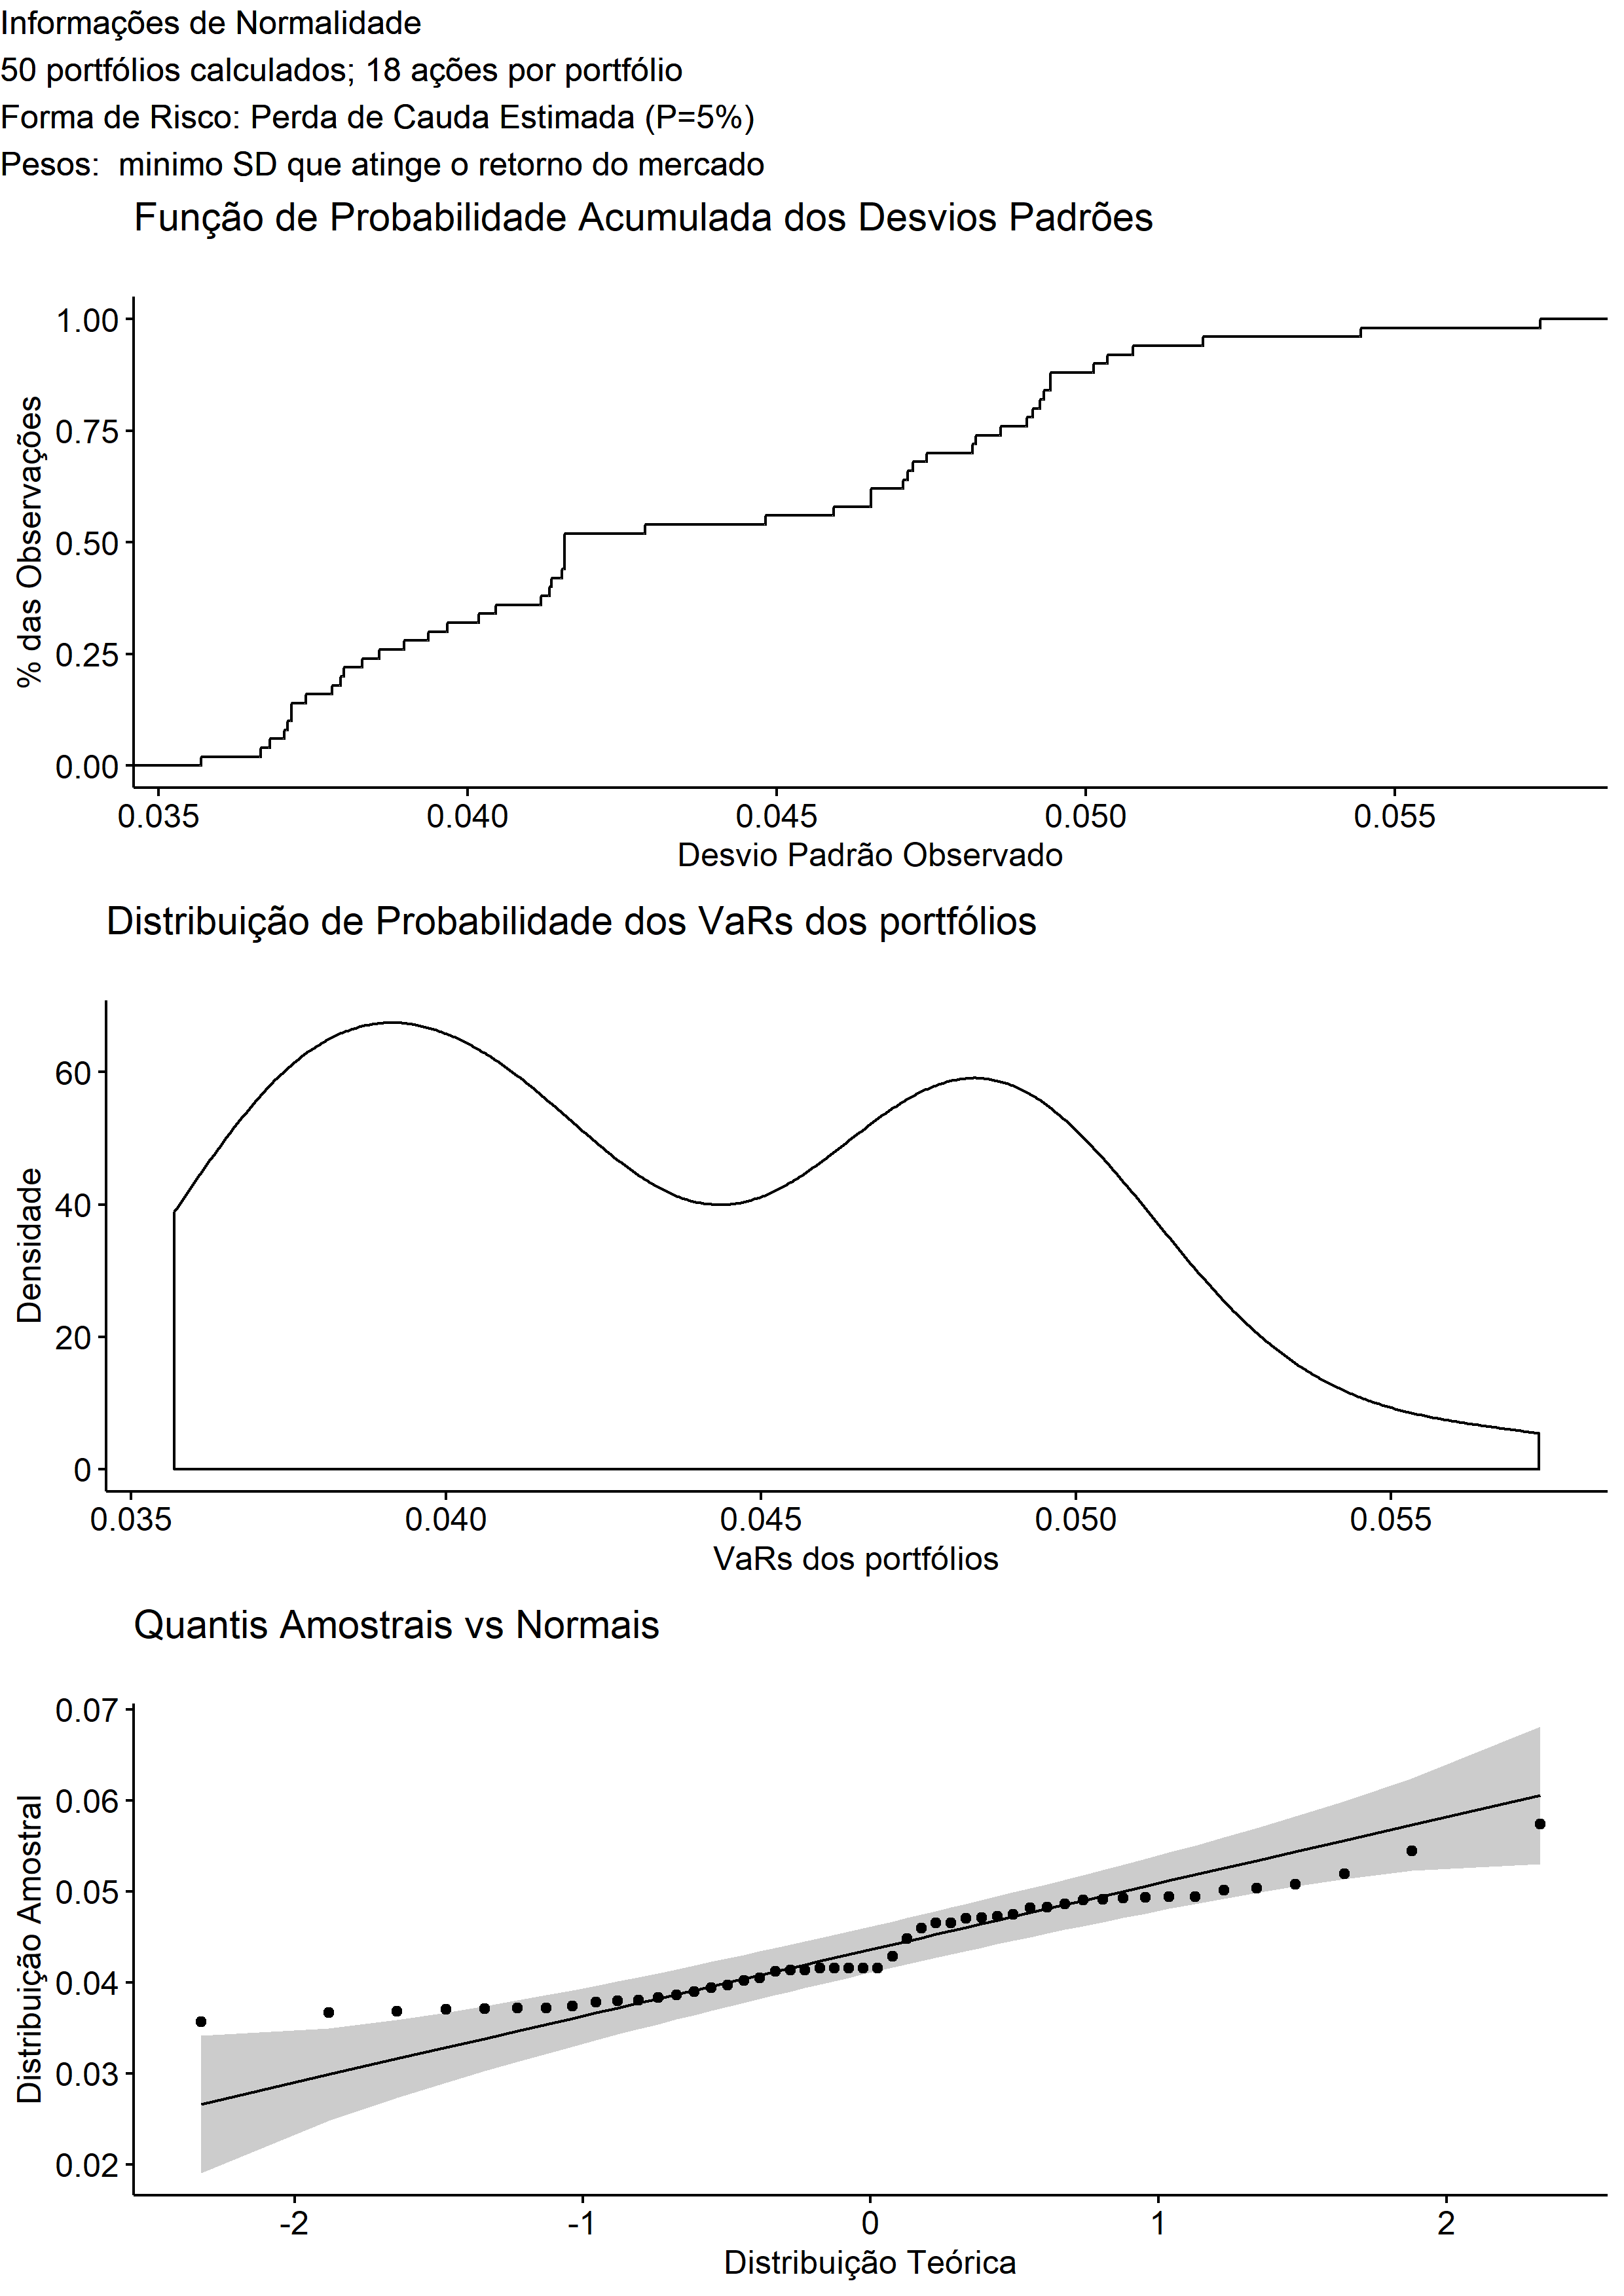 Informações de Normalidade
50 portfólios calculados; 18 ações por portfólio
Forma de Risco: Perda de Cauda Estimada (P=5%)
Pesos:  minimo SD que atinge o retorno do mercado
Função de Probabilidade Acumulada dos Desvios Padrões
% das Observações
1.00
0.75
0.50
0.25
0.00
0.035 0.040 0.045 0.050 0.055
Desvio Padrão Observado
Distribuição de Probabilidade dos VaRs dos portfólios
Densidade
60
40
20
0
0.035 0.040 0.045 0.050 0.055
VaRs dos portfólios
Quantis Amostrais vs Normais
Distribuição Amostral
0.07
0.06
0.05
0.04
0.03
0.02
-2 -1 0 1 2
Distribuição Teórica